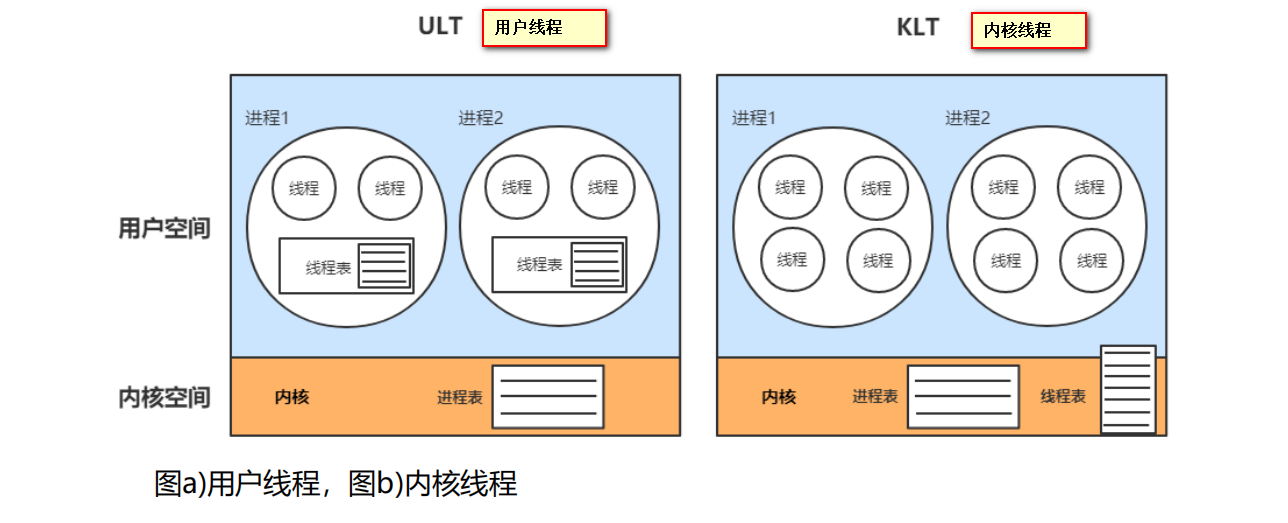 ULT 用户线程 KLT 内核线程
进程1 进程2 进程1 进程2
线程 线程 线程 线程 线程 线程 线程 线程
用户空间
线程表 线程表 线程 线程 线程 线程
内核空间 内核 进程表 内核 进程表 线程表
图a)用户线程，图b)内核线程